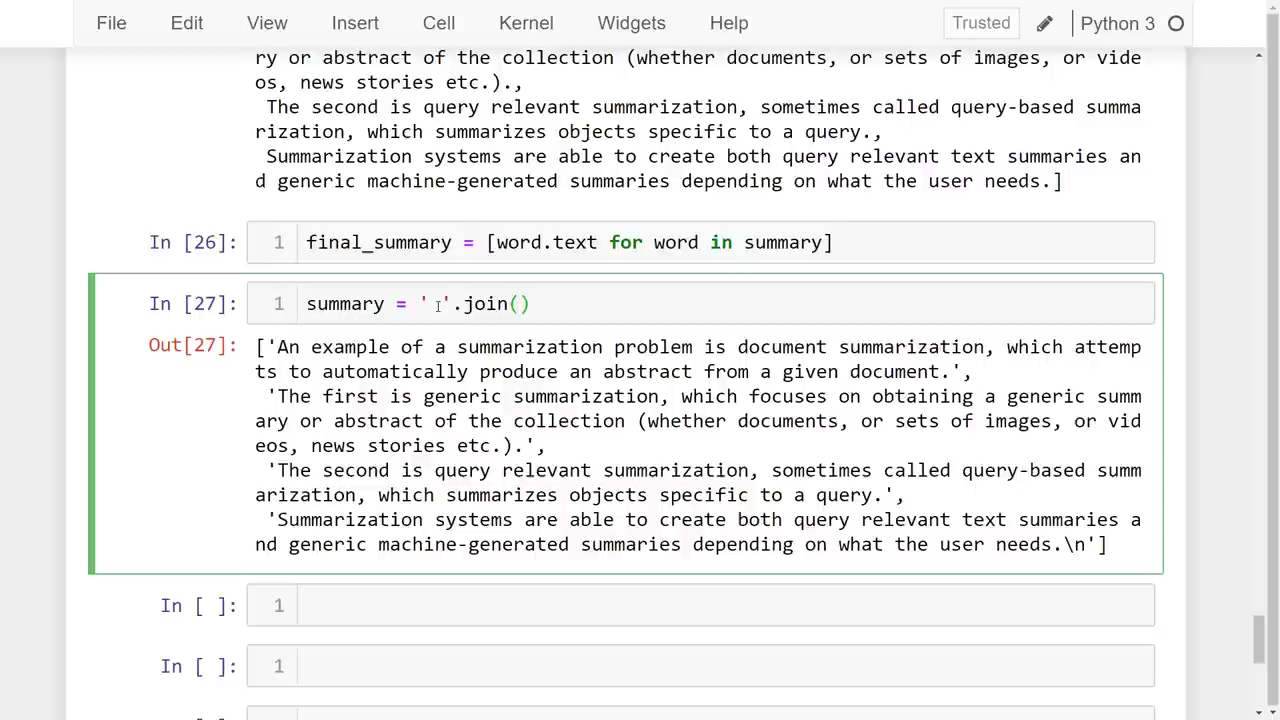 File Edit View Insert Cell Kernel Widgets Help Trusted Python 3
ry or abstract of the collection (whether documents, or sets of images, or vide
os, news stories etc.).,
The second is query relevant summarization, sometimes called query-based summa
rization, which summarizes objects specific to a query.,
Summarization systems are able to create both query relevant text summaries an
d generic machine-generated summaries depending on what the user needs.]
In [26]: 1 final_summary = [word.text for word in summary]
In [27]: 1 summary = ' '.join()
Out[27]: ['An example of a summarization problem is document summarization, which attemp
ts to automatically produce an abstract from a given document.',
'The first is generic summarization, which focuses on obtaining a generic summ
ary or abstract of the collection (whether documents, or sets of images, or vid
eos, news stories etc.).',
'The second is query relevant summarization, sometimes called query-based summ
arization, which summarizes objects specific to a query.',
'Summarization systems are able to create both query relevant text summaries a
nd generic machine-generated summaries depending on what the user needs.\n']
In [ ]: 1
In [ ]: 1